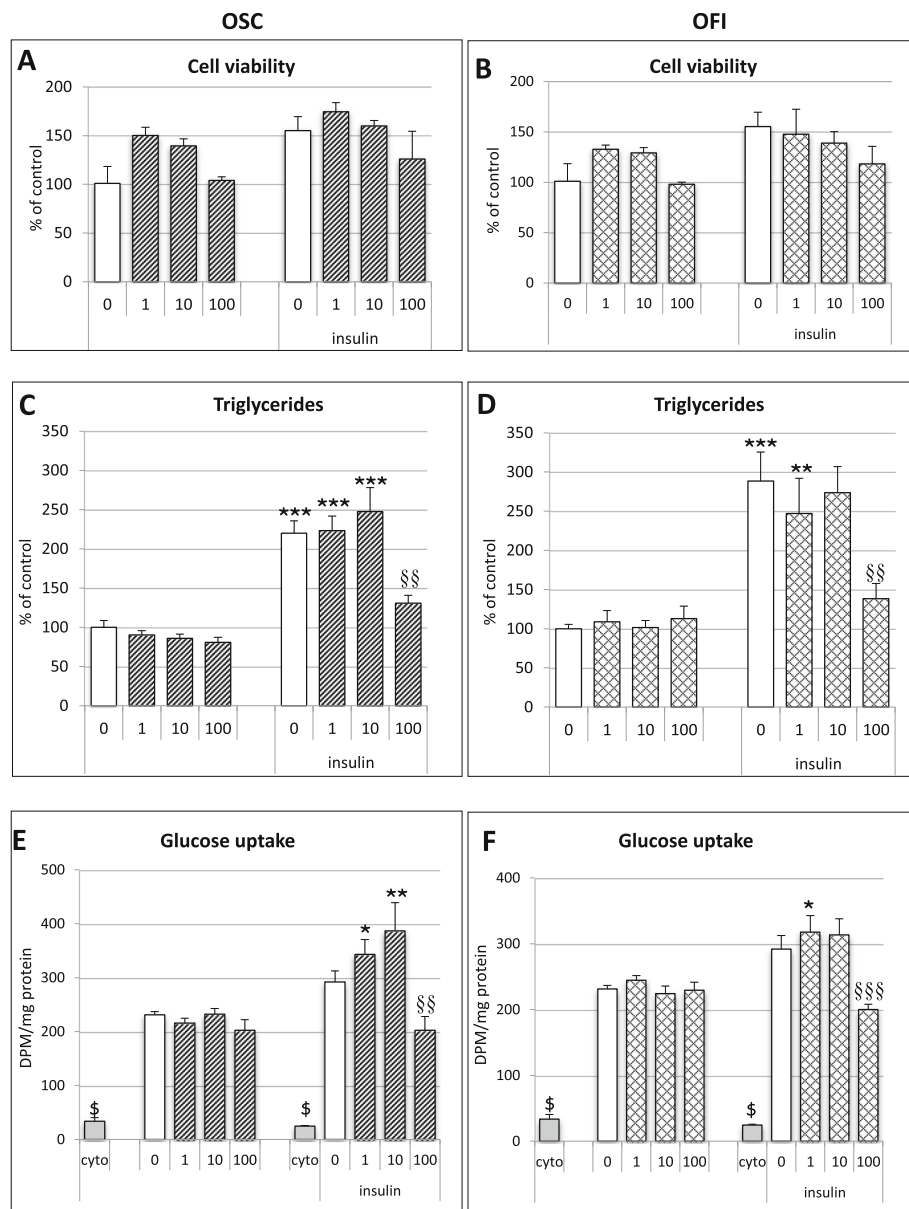 OSC
OFI
A
Cell viability
% of control
200
150
100
50
0
0 1 10 100 0 1 10 100
insulin
B
Cell viability
% of control
200
150
100
50
0
0 1 10 100 0 1 10 100
insulin
C
Triglycerides
% of control
350
300
250
200
150
100
50
0
*** *** *** §§
0 1 10 100 0 1 10 100
insulin
D
Triglycerides
% of control
350
300
250
200
150
100
50
0
*** ** §§
0 1 10 100 0 1 10 100
insulin
E
Glucose uptake
DPM/mg protein
500
400
300
200
100
0
$ $ * ** §§
cyto 0 1 10 100 cyto 0 1 10 100
insulin
F
Glucose uptake
DPM/mg protein
400
300
200
100
0
$ $ * §§§
cyto 0 1 10 100 cyto 0 1 10 100
insulin